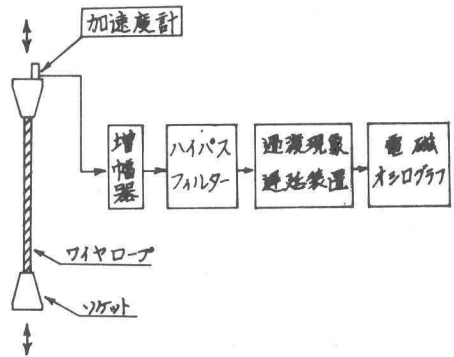 加速度計
増幅器
ハイパス
フィルター
過渡現象
遅延装置
電磁
オシログラフ
ワイヤロープ
ソケット